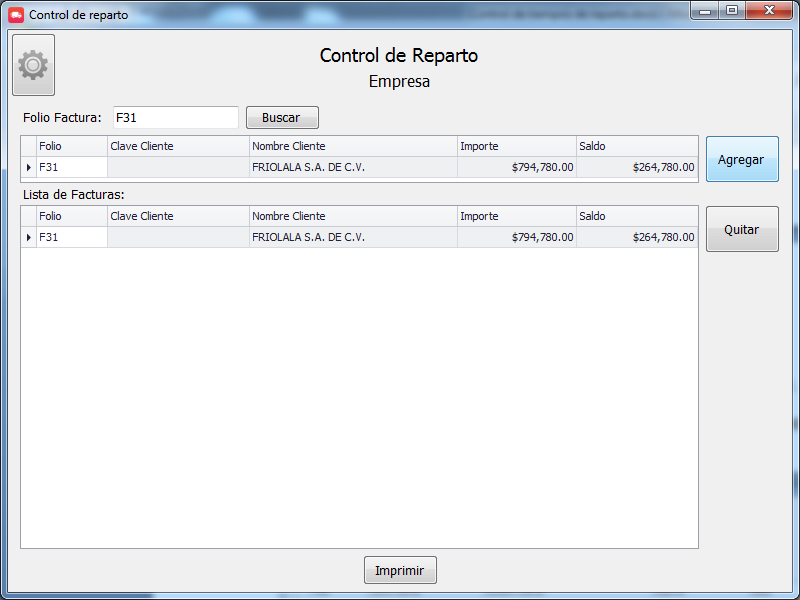 Control de reparto
Control de Reparto
Empresa
Folio Factura: F31 Buscar
Folio Clave Cliente Nombre Cliente Importe Saldo
F31 FRIOLALA S.A. DE C.V. $794,780.00 $264,780.00
Agregar
Lista de Facturas:
Folio Clave Cliente Nombre Cliente Importe Saldo
F31 FRIOLALA S.A. DE C.V. $794,780.00 $264,780.00
Quitar
Imprimir